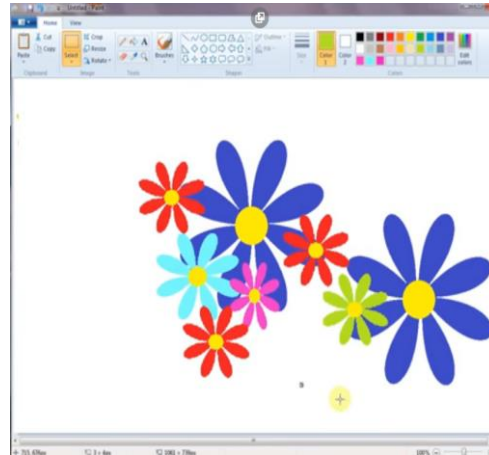 Untitled - Paint
Home View
Cut
Copy
Paste
Clipboard
Crop
Resize
Rotate
Select
Image
Tools
Brushes
Shapes
Outline
Fill
Size
Color 1
Color 2
Edit colors
Colors
100%